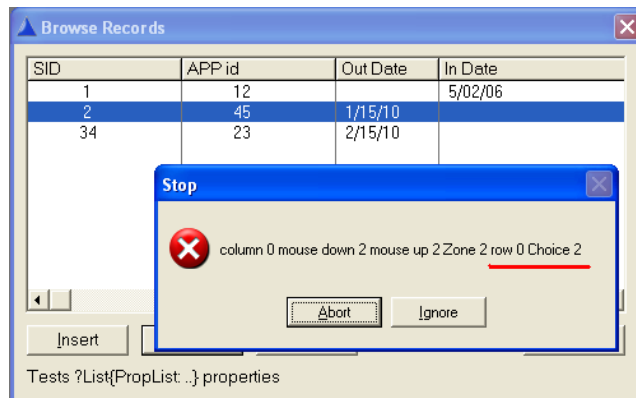 Browse Records
SID APP id Out Date In Date
1 12 5/02/06
2 45 1/15/10
34 23 2/15/10
Stop
column 0 mouse down 2 mouse up 2 Zone 2 row 0 Choice 2
Abort Ignore
Insert
Tests ?List{PropList: ..} properties